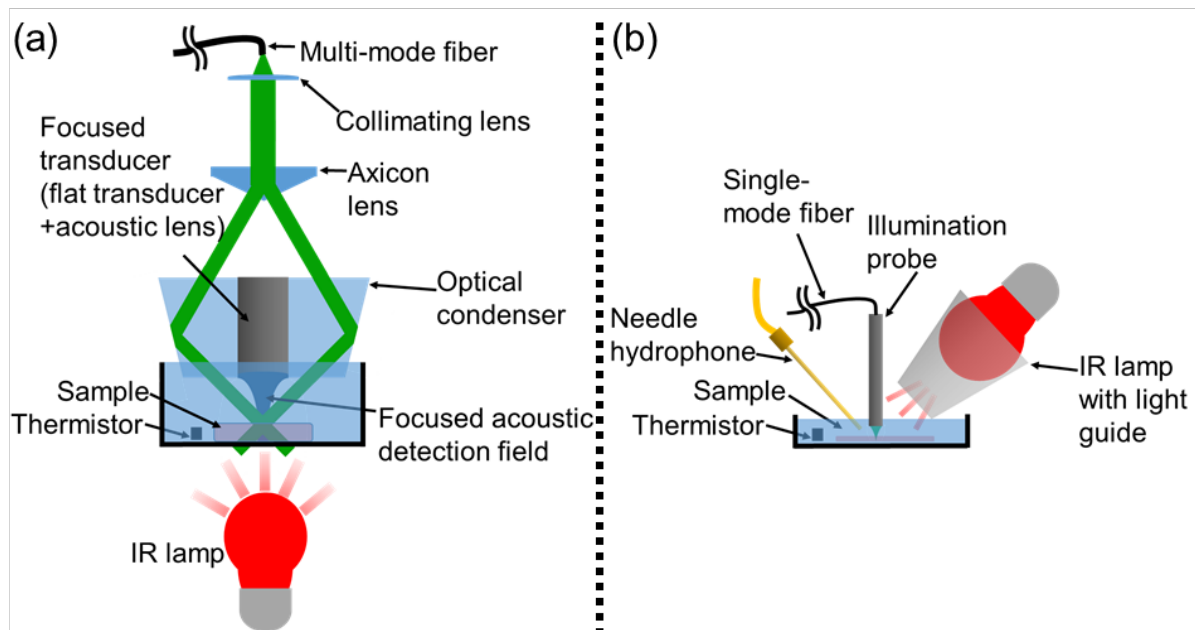 (a)
Multi-mode fiber
Collimating lens
Focused
transducer
(flat transducer
+acoustic lens)
Axicon
lens
Optical
condenser
Sample
Thermistor
Focused acoustic
detection field
IR lamp
(b)
Single-
mode fiber
Illumination
probe
Needle
hydrophone
Sample
Thermistor
IR lamp
with light
guide